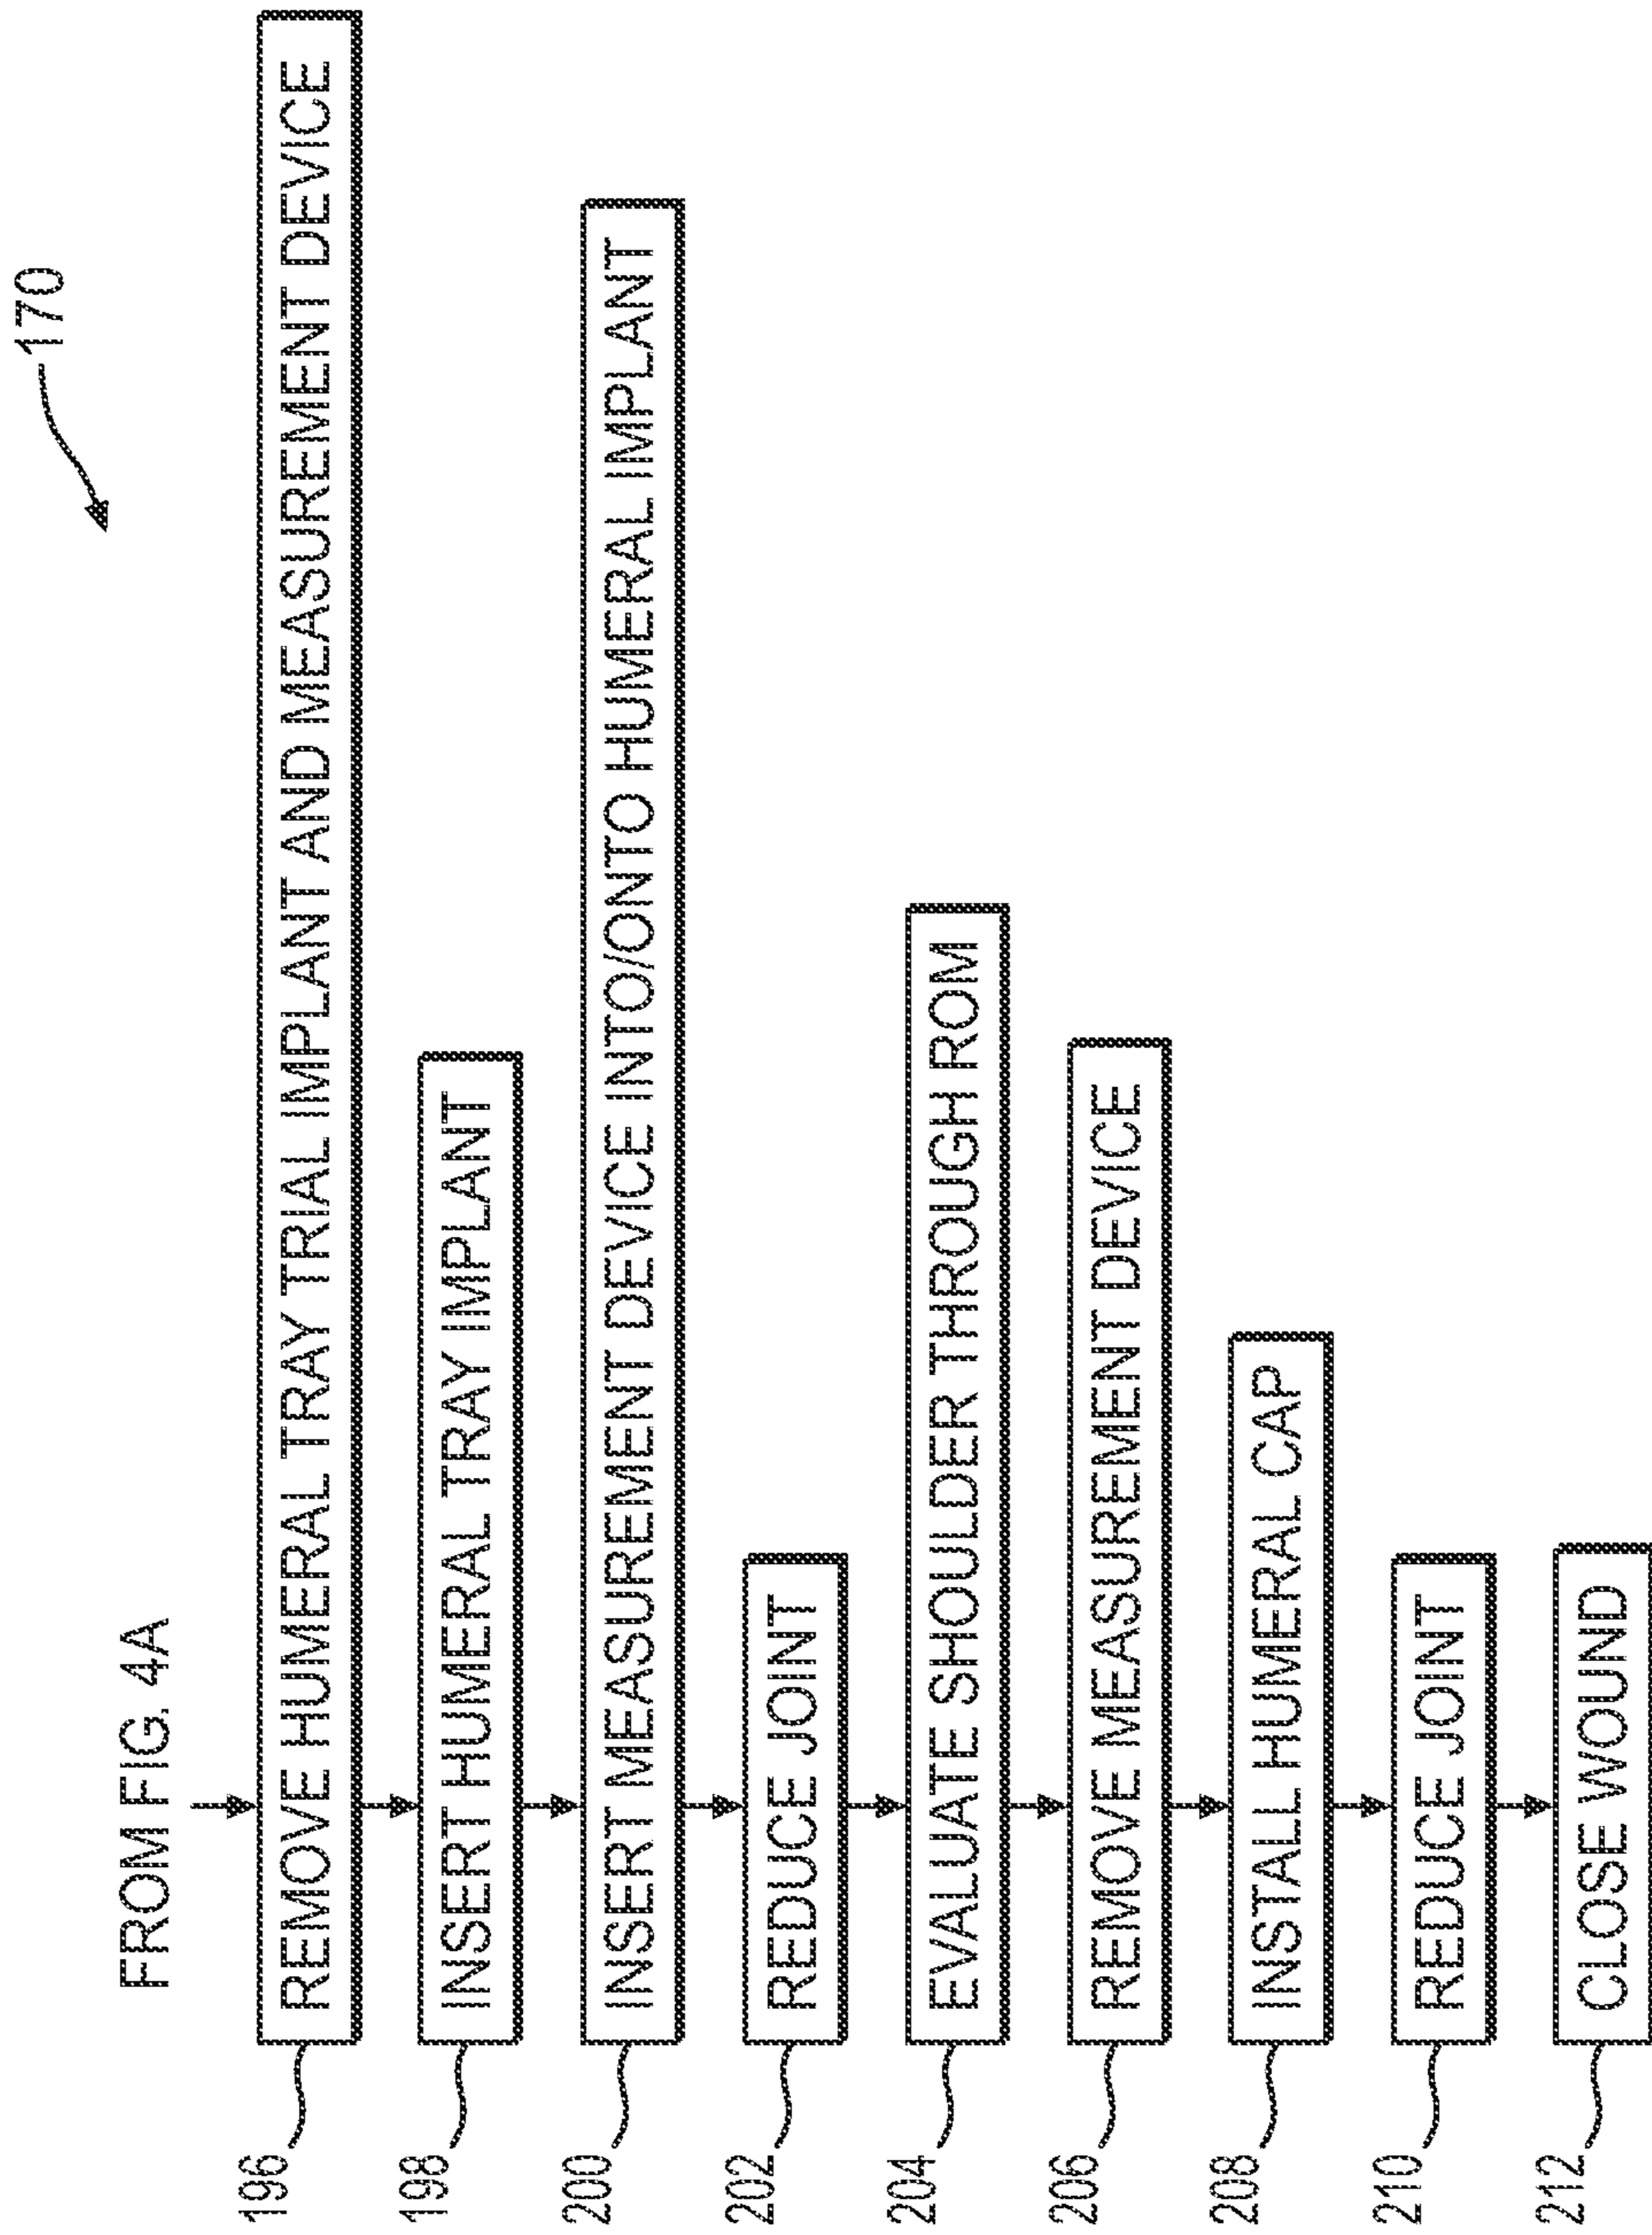 170
FROM FIG. 4A
196 REMOVE HUMERAL TRAY TRIAL IMPLANT AND MEASUREMENT DEVICE
198 INSERT HUMERAL TRAY IMPLANT
200 INSERT MEASUREMENT DEVICE INTO/ONTO HUMERAL IMPLANT
202 REDUCE JOINT
204 EVALUATE SHOULDER THROUGH ROM
206 REMOVE MEASUREMENT DEVICE
208 INSTALL HUMERAL CAP
210 REDUCE JOINT
212 CLOSE WOUND